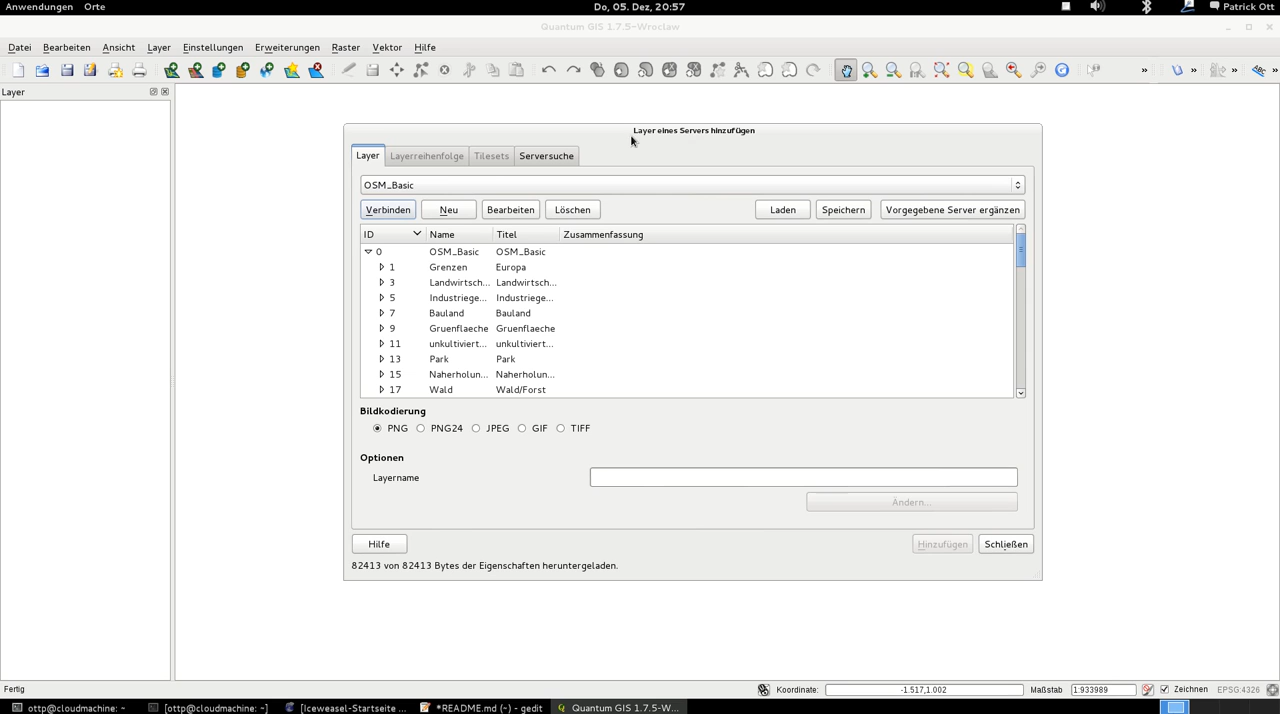 Anwendungen Orte Do, 05. Dez, 20:57 Patrick Ott
Quantum GIS 1.7.5-Wroclaw
Datei Bearbeiten Ansicht Layer Einstellungen Erweiterungen Raster Vektor Hilfe
Layer
Layer eines Servers hinzufügen
Layer Layerreihenfolge Tilesets Serversuche
OSM_Basic
Verbinden Neu Bearbeiten Löschen Laden Speichern Vorgegebene Server ergänzen
ID Name Titel Zusammenfassung
0 OSM_Basic OSM_Basic
1 Grenzen Europa
3 Landwirtsch... Landwirtsch...
5 Industriege... Industriege...
7 Bauland Bauland
9 Gruenflaeche Gruenflaeche
11 unkultiviert... unkultiviert...
13 Park Park
15 Naherholun... Naherholun...
17 Wald Wald/Forst
Bildkodierung
PNG PNG24 JPEG GIF TIFF
Optionen
Layername
Ändern...
Hilfe Hinzufügen Schließen
82413 von 82413 Bytes der Eigenschaften heruntergeladen.
Fertig Koordinate: -1.517,1.002 Maßstab 1:933989 Zeichnen EPSG:4326
ottp@cloudmachine: ~ [ottp@cloudmachine: ~] [Iceweasel-Startseite ... *README.md (~) - gedit Quantum GIS 1.7.5-W...